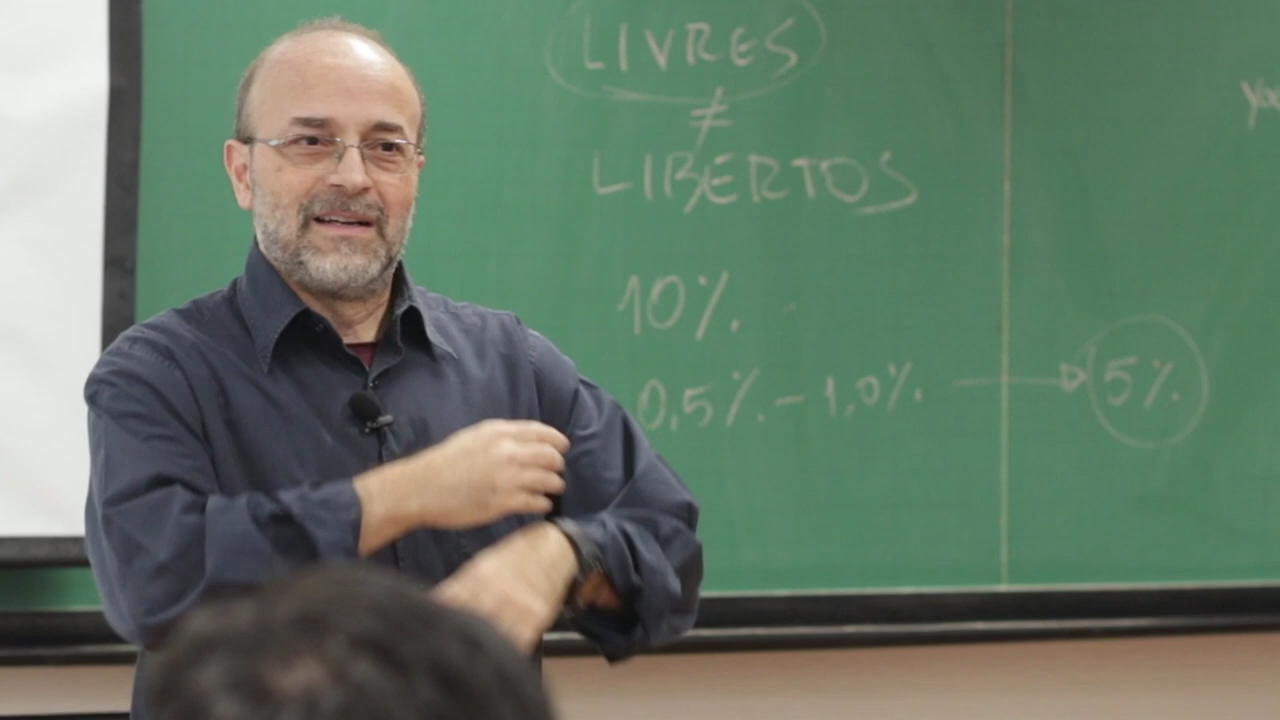 LIVRES
≠
LIBERTOS
10%.
0,5% - 1,0% → 5%